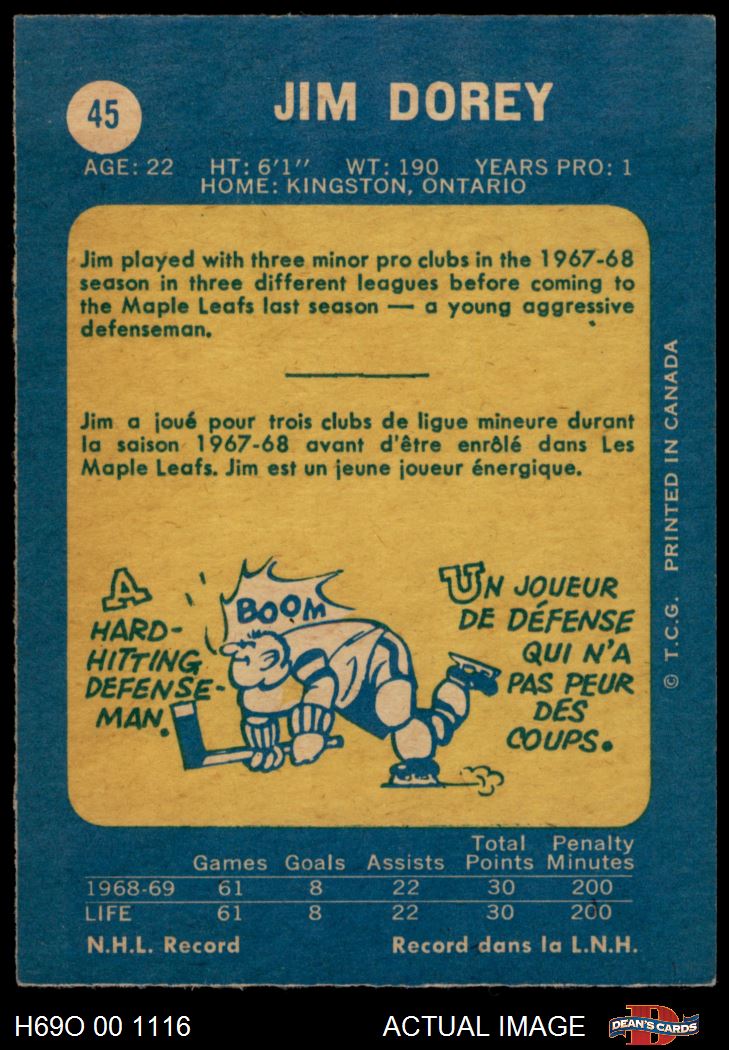 45
JIM DOREY
AGE: 22 HT: 6'1'' WT: 190 YEARS PRO: 1
HOME: KINGSTON, ONTARIO
Jim played with three minor pro clubs in the 1967-68
season in three different leagues before coming to
the Maple Leafs last season — a young aggressive
defenseman.
Jim a joué pour trois clubs de ligue mineure durant
la saison 1967-68 avant d'être enrôlé dans Les
Maple Leafs. Jim est un jeune joueur énergique.
A
HARD-
HITTING
DEFENSE-
MAN.
BOOM
UN JOUEUR
DE DÉFENSE
QUI N'A
PAS PEUR
DES
COUPS.
© T.C.G. PRINTED IN CANADA
Games Goals Assists Total Points Penalty Minutes
1968-69 61 8 22 30 200
LIFE 61 8 22 30 200
N.H.L. Record Record dans la L.N.H.
H69O 00 1116 ACTUAL IMAGE DEAN'S CARDS